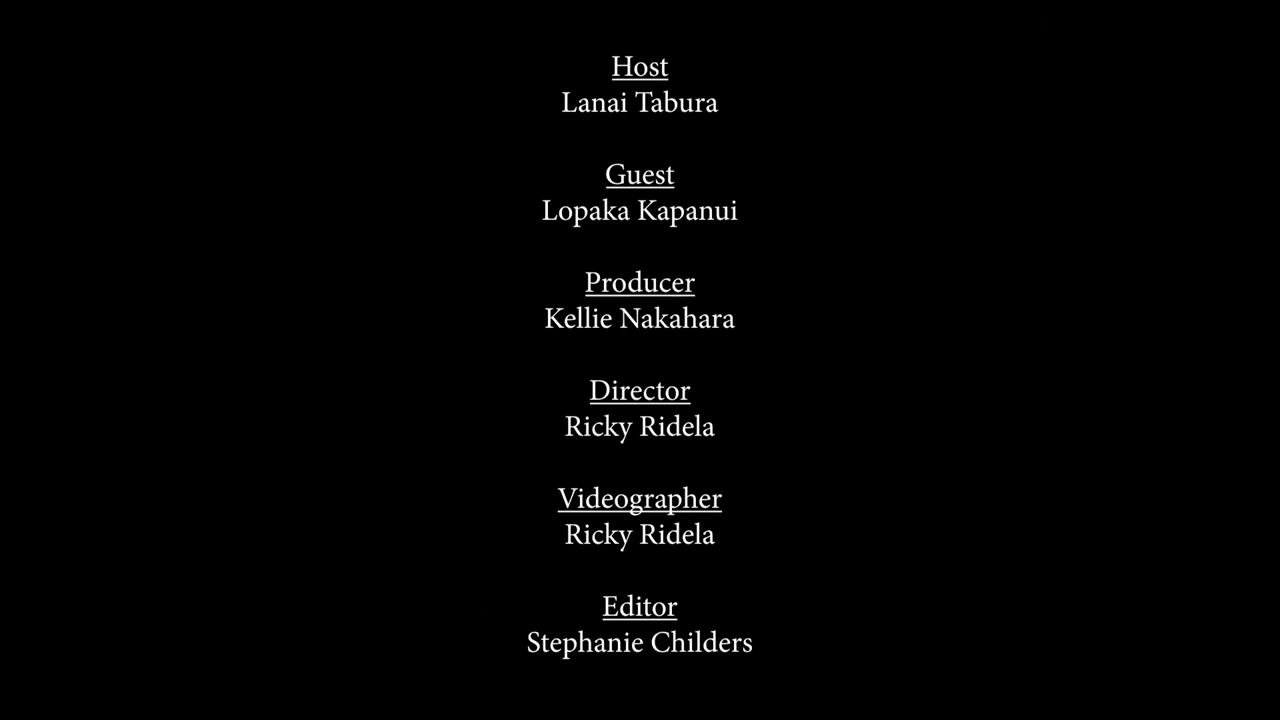 Host
Lanai Tabura
Guest
Lopaka Kapanui
Producer
Kellie Nakahara
Director
Ricky Ridela
Videographer
Ricky Ridela
Editor
Stephanie Childers